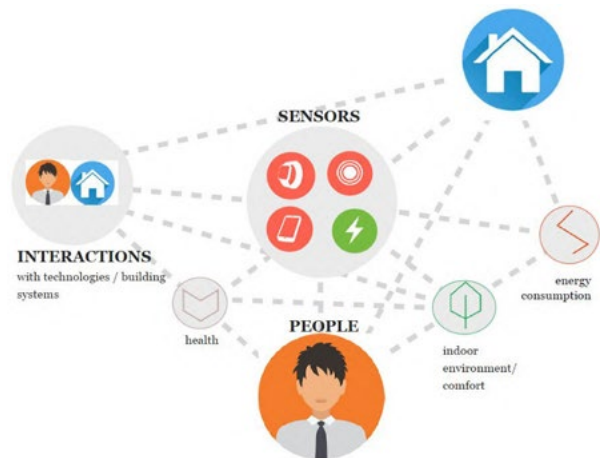 SENSORS
INTERACTIONS
with technologies / building
systems
energy
consumption
health
PEOPLE
indoor
environment/
comfort